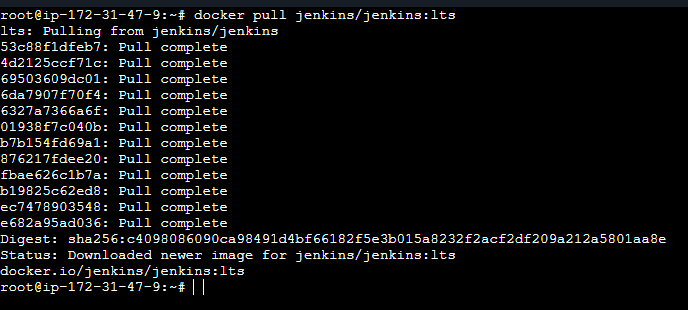 root@ip-172-31-47-9:~# docker pull jenkins/jenkins:lts
lts: Pulling from jenkins/jenkins
53c88f1dfeb7: Pull complete
4d2125ccf71c: Pull complete
69503609dc01: Pull complete
6da7907f70f4: Pull complete
6327a7366a6f: Pull complete
01938f7c040b: Pull complete
b7b154fd69a1: Pull complete
876217fdee20: Pull complete
fbae626c1b7a: Pull complete
b19825c62ed8: Pull complete
ec7478903548: Pull complete
e682a95ad036: Pull complete
Digest: sha256:c4098086090ca98491d4bf66182f5e3b015a8232f2acf2df209a212a5801aa8e
Status: Downloaded newer image for jenkins/jenkins:lts
docker.io/jenkins/jenkins:lts
root@ip-172-31-47-9:~#